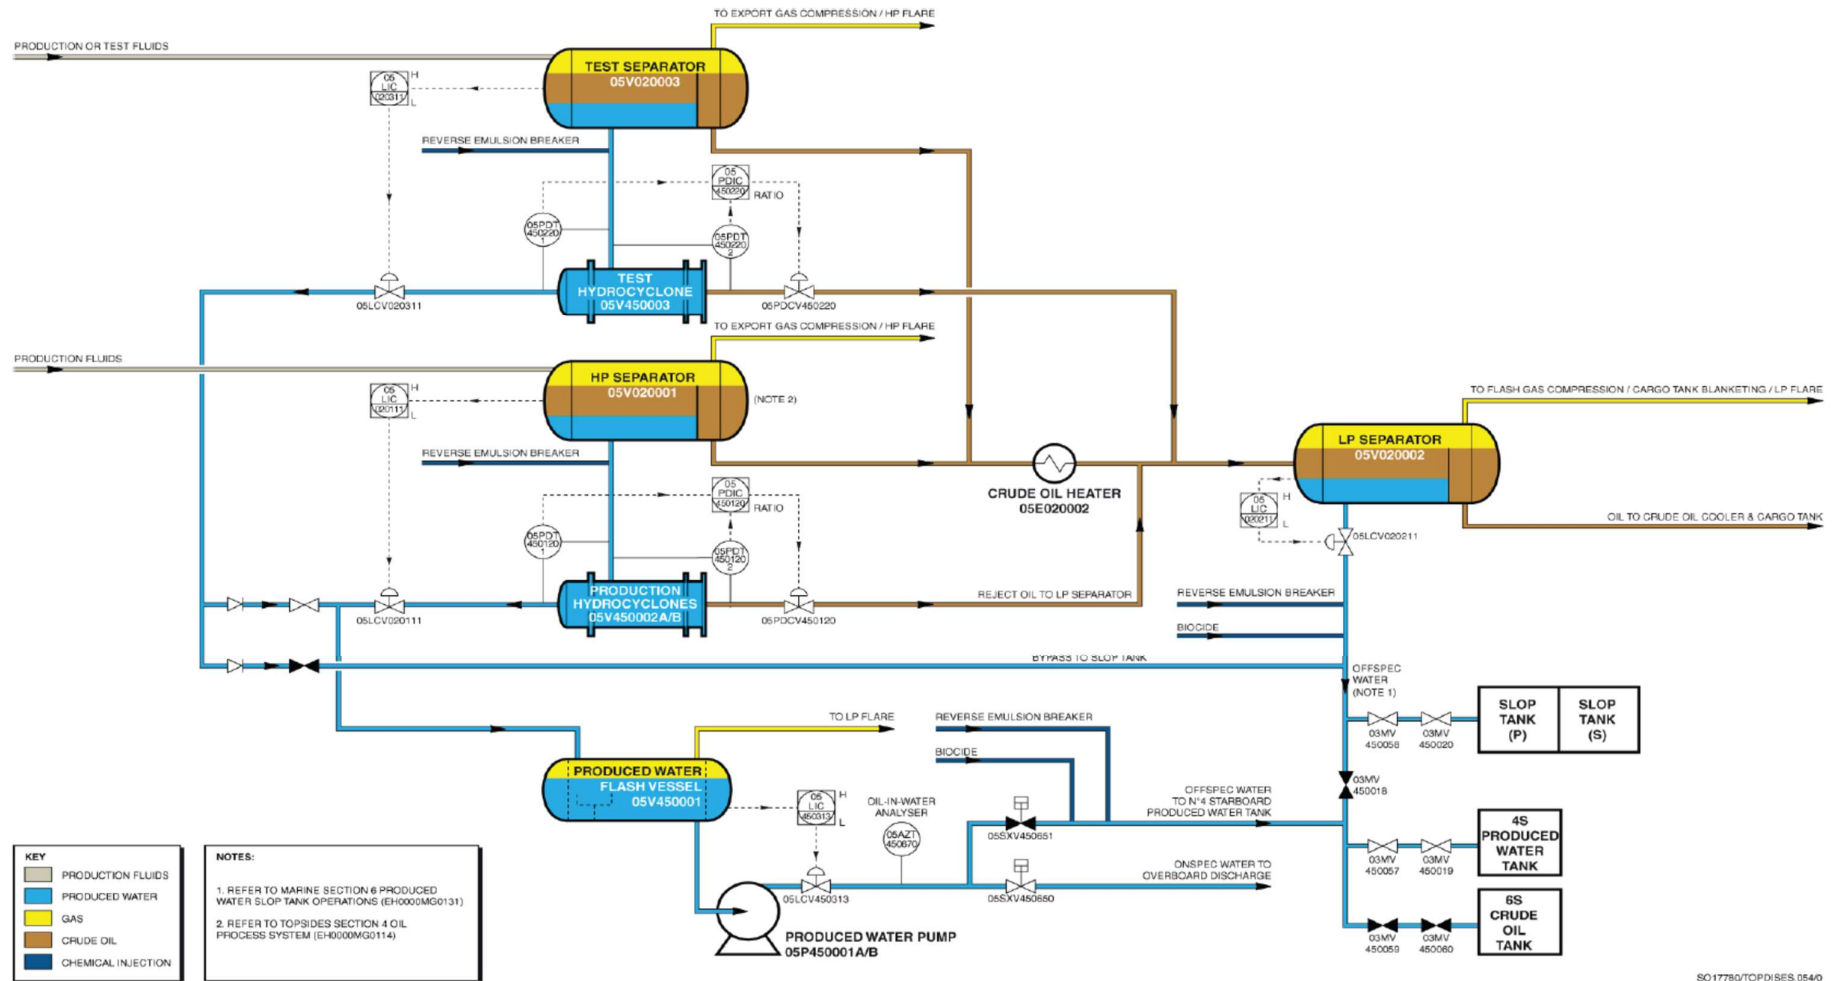 TO EXPORT GAS COMPRESSION / HP FLARE
PRODUCTION OR TEST FLUIDS
TEST SEPARATOR
05V020003
05
LIC
020311
H
L
REVERSE EMULSION BREAKER
05
PDIC
450220
RATIO
05PDT
450220
1
05PDT
450220
2
TEST
HYDROCYCLONE
05V450003
05LCV020311
05PDCV450220
TO EXPORT GAS COMPRESSION / HP FLARE
PRODUCTION FLUIDS
HP SEPARATOR
05V020001
(NOTE 2)
05
LIC
020111
H
L
TO FLASH GAS COMPRESSION / CARGO TANK BLANKETING / LP FLARE
LP SEPARATOR
05V020002
REVERSE EMULSION BREAKER
05
PDIC
450120
RATIO
CRUDE OIL HEATER
05E020002
05
LIC
020211
H
L
OIL TO CRUDE OIL COOLER & CARGO TANK
05LCV020211
05PDT
450120
1
05PDT
450120
2
PRODUCTION
HYDROCYCLONES
05V450002A/B
REJECT OIL TO LP SEPARATOR
REVERSE EMULSION BREAKER
05LCV020111
05PDCV450120
BIOCIDE
BYPASS TO SLOP TANK
OFFSPEC
WATER
(NOTE 1)
SLOP
TANK
(P)
SLOP
TANK
(S)
03MV
450058
03MV
450020
TO LP FLARE
REVERSE EMULSION BREAKER
BIOCIDE
PRODUCED WATER
FLASH VESSEL
05V450001
05
LIC
450313
H
L
OIL-IN-WATER
ANALYSER
05AZT
450670
03MV
450018
OFFSPEC WATER
TO N°4 STARBOARD
PRODUCED WATER TANK
05SXV450651
4S
PRODUCED
WATER
TANK
03MV
450057
03MV
450019
ONSPEC WATER TO
OVERBOARD DISCHARGE
05LCV450313
05SXV450650
6S
CRUDE
OIL
TANK
03MV
450059
03MV
450060
PRODUCED WATER PUMP
05P450001A/B
KEY
PRODUCTION FLUIDS
PRODUCED WATER
GAS
CRUDE OIL
CHEMICAL INJECTION
NOTES:
1. REFER TO MARINE SECTION 6 PRODUCED
WATER SLOP TANK OPERATIONS (EH0000MG0131)
2. REFER TO TOPSIDES SECTION 4 OIL
PROCESS SYSTEM (EH0000MG0114)
SO17780/TOPDISES.054/0